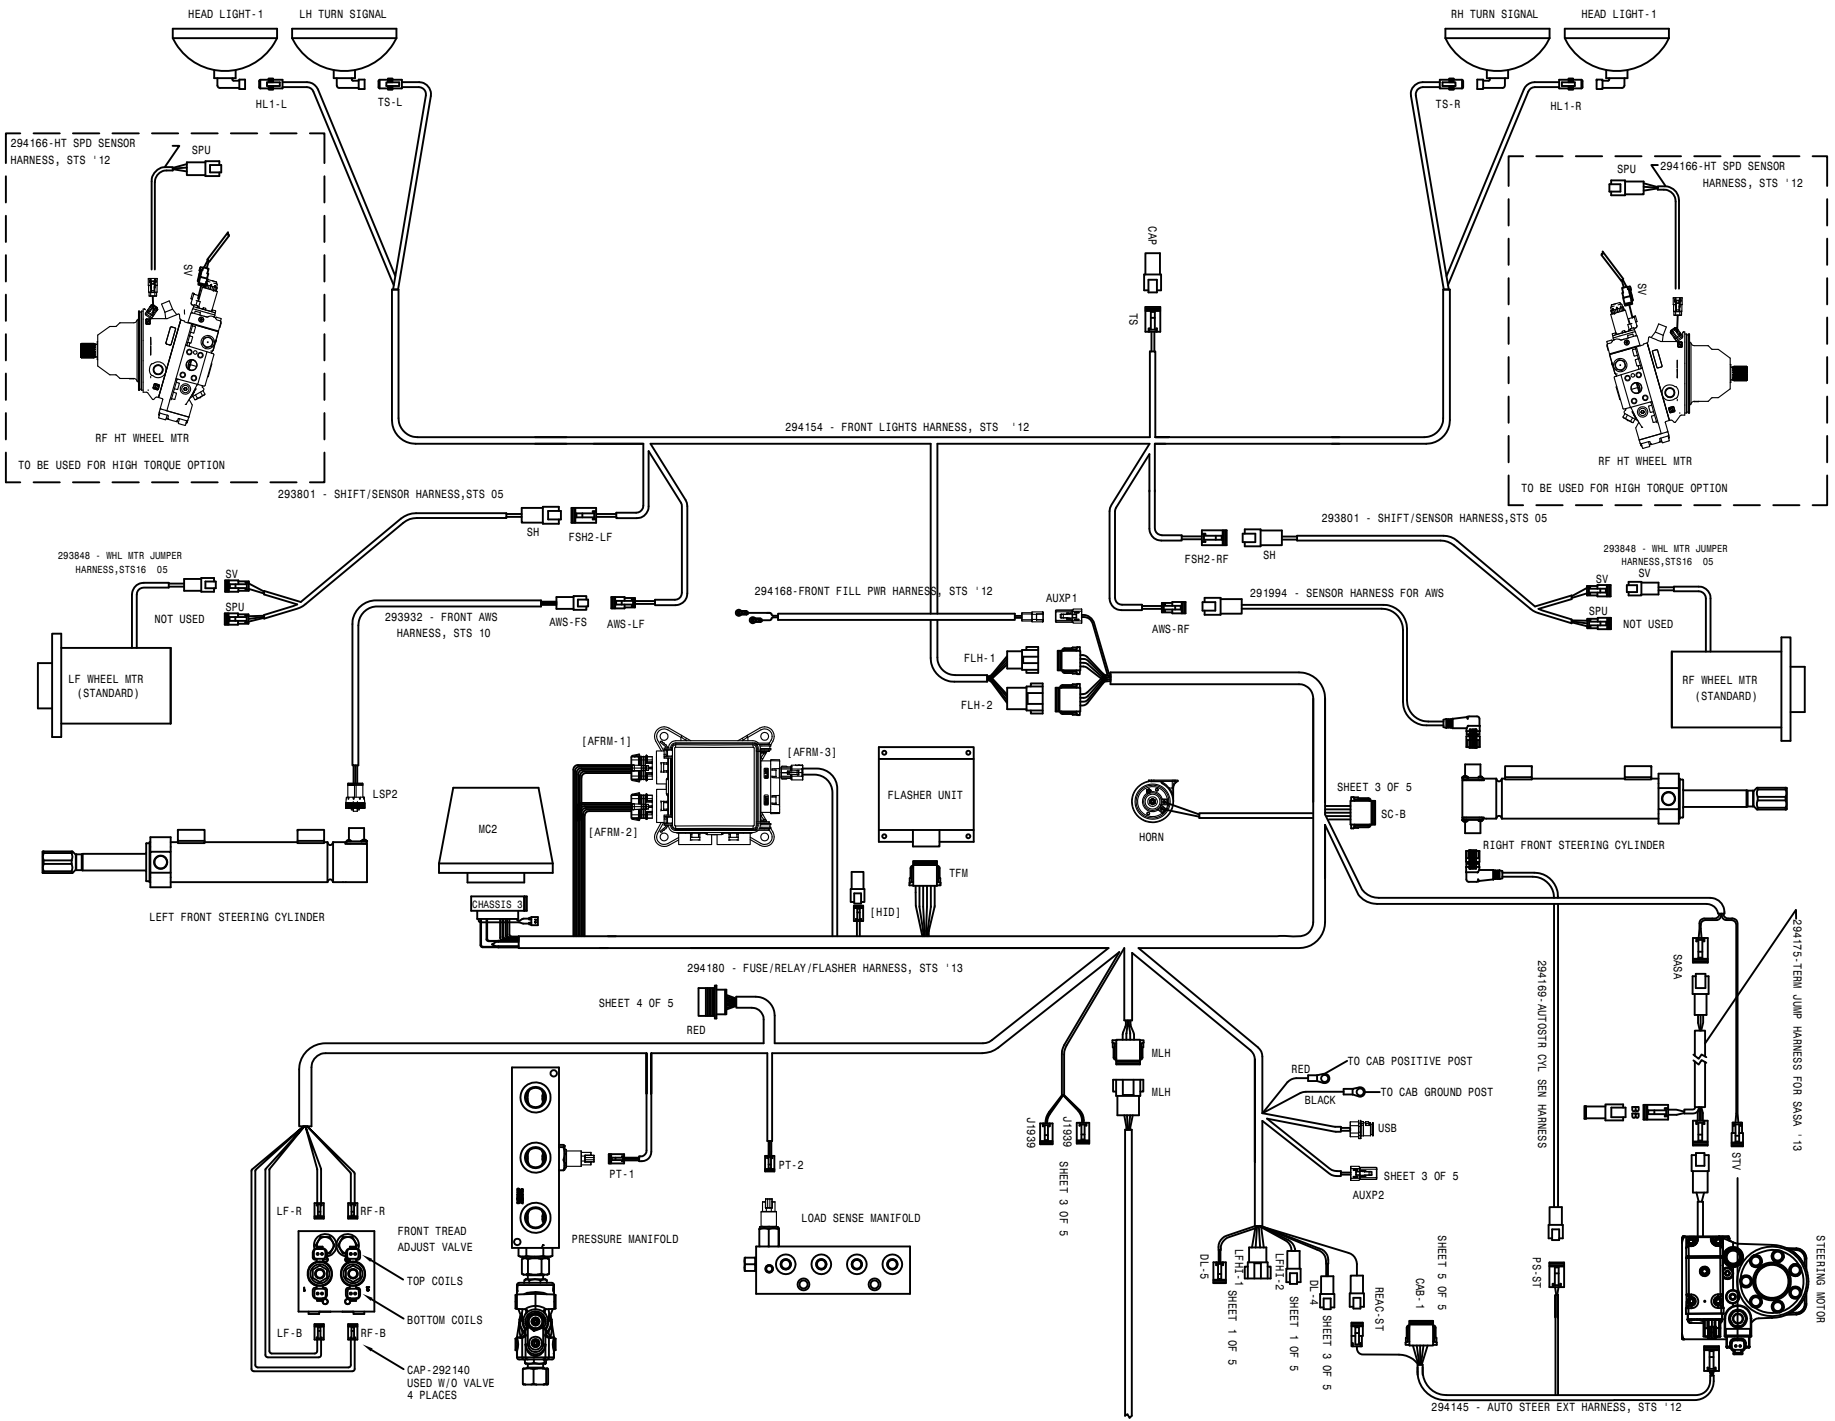 HEAD LIGHT-1
LH TURN SIGNAL
RH TURN SIGNAL
HEAD LIGHT-1
HL1-L
TS-L
TS-R
HL1-R
294166-HT SPD SENSOR
HARNESS, STS '12
SPU
SV
RF HT WHEEL MTR
TO BE USED FOR HIGH TORQUE OPTION
SPU
294166-HT SPD SENSOR
HARNESS, STS '12
SV
RF HT WHEEL MTR
TO BE USED FOR HIGH TORQUE OPTION
CAP
TS
294154 - FRONT LIGHTS HARNESS, STS '12
293801 - SHIFT/SENSOR HARNESS,STS 05
SH
FSH2-LF
293848 - WHL MTR JUMPER
HARNESS,STS16 05
SV
SPU
NOT USED
LF WHEEL MTR
(STANDARD)
293932 - FRONT AWS
HARNESS, STS 10
AWS-FS
AWS-LF
LSP2
294168-FRONT FILL PWR HARNESS, STS '12
AUXP1
FLH-1
FLH-2
AWS-RF
291994 - SENSOR HARNESS FOR AWS
FSH2-RF
SH
293801 - SHIFT/SENSOR HARNESS,STS 05
293848 - WHL MTR JUMPER
HARNESS,STS16 05
SV
SV
SPU
NOT USED
RF WHEEL MTR
(STANDARD)
[AFRM-1]
[AFRM-2]
[AFRM-3]
MC2
CHASSIS 3
FLASHER UNIT
TFM
[HID]
HORN
SHEET 3 OF 5
SC-B
LEFT FRONT STEERING CYLINDER
RIGHT FRONT STEERING CYLINDER
294180 - FUSE/RELAY/FLASHER HARNESS, STS '13
SHEET 4 OF 5
RED
MLH
MLH
J1939
J1939
SHEET 3 OF 5
RED
TO CAB POSITIVE POST
BLACK
TO CAB GROUND POST
USB
SHEET 3 OF 5
AUXP2
SASA
294175-TERM JUMP HARNESS FOR SASA '13
294169-AUTOSTR CYL SEN HARNESS
BB
STV
PT-1
PT-2
PRESSURE MANIFOLD
LOAD SENSE MANIFOLD
LF-R
RF-R
FRONT TREAD
ADJUST VALVE
TOP COILS
BOTTOM COILS
LF-B
RF-B
CAP-292140
USED W/O VALVE
4 PLACES
DL-5
SHEET 1 OF 5
LFHI-1
LFHI-2
SHEET 1 OF 5
DL-4
SHEET 3 OF 5
REAC-ST
CAB-1
SHEET 5 OF 5
PS-ST
STEERING MOTOR
294145 - AUTO STEER EXT HARNESS, STS '12